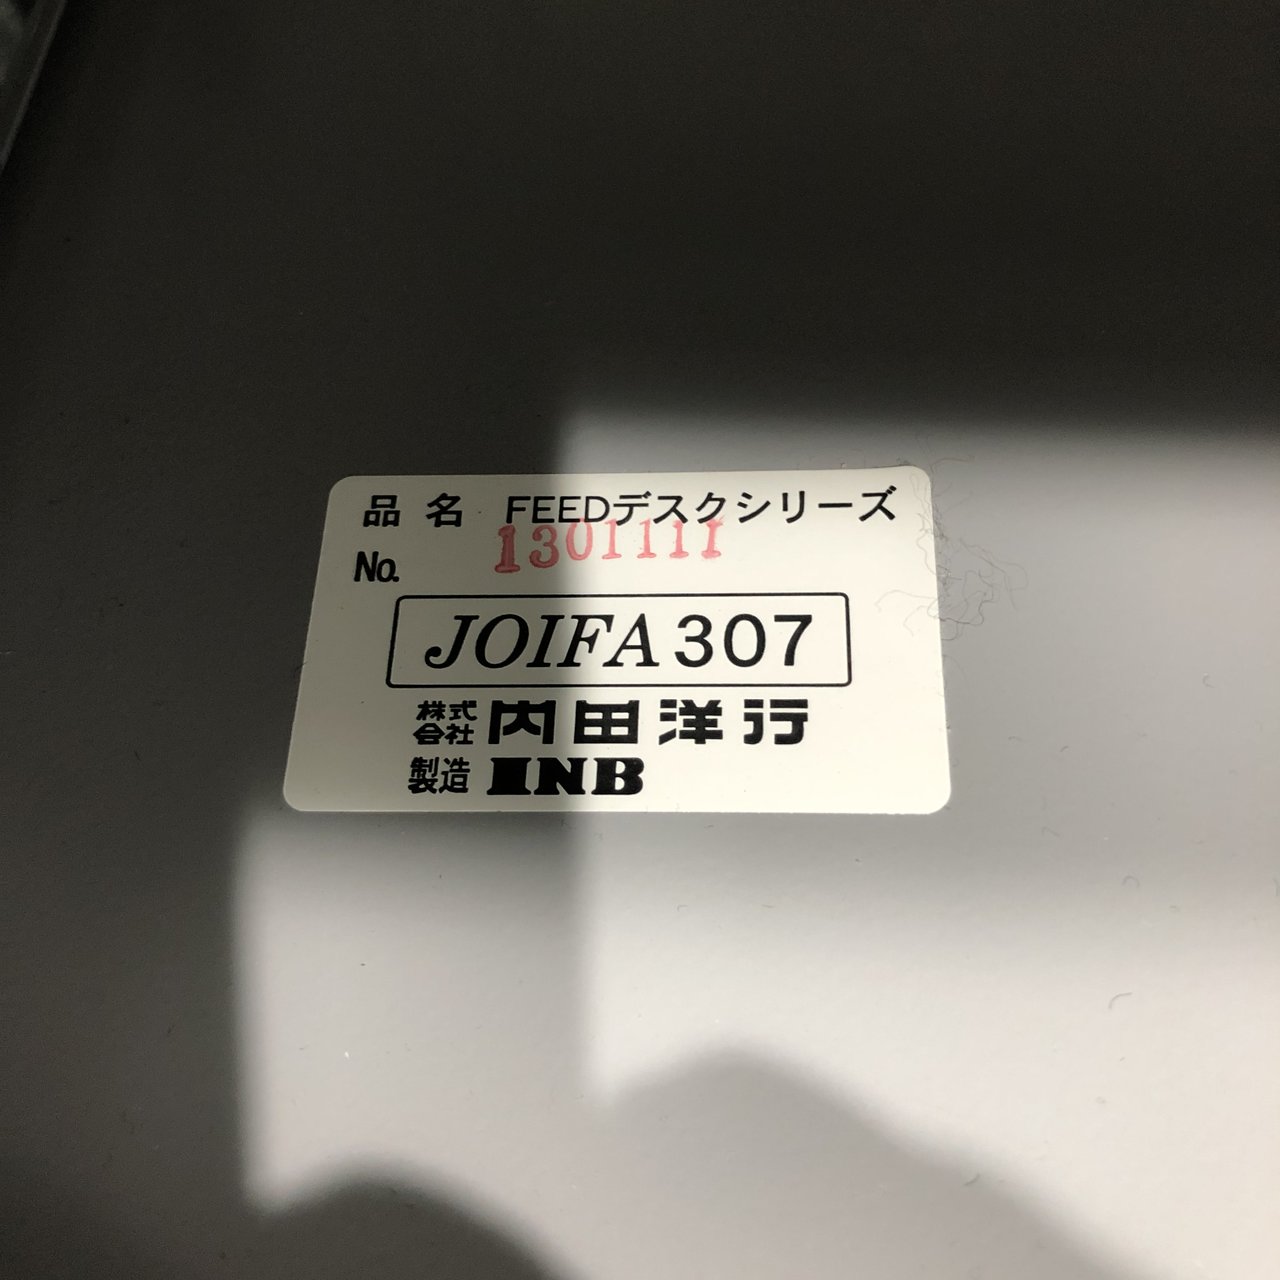 品名 FEEDデスクシリーズ
No. 1301111
JOIFA 307
株式会社 内田洋行
製造 INB